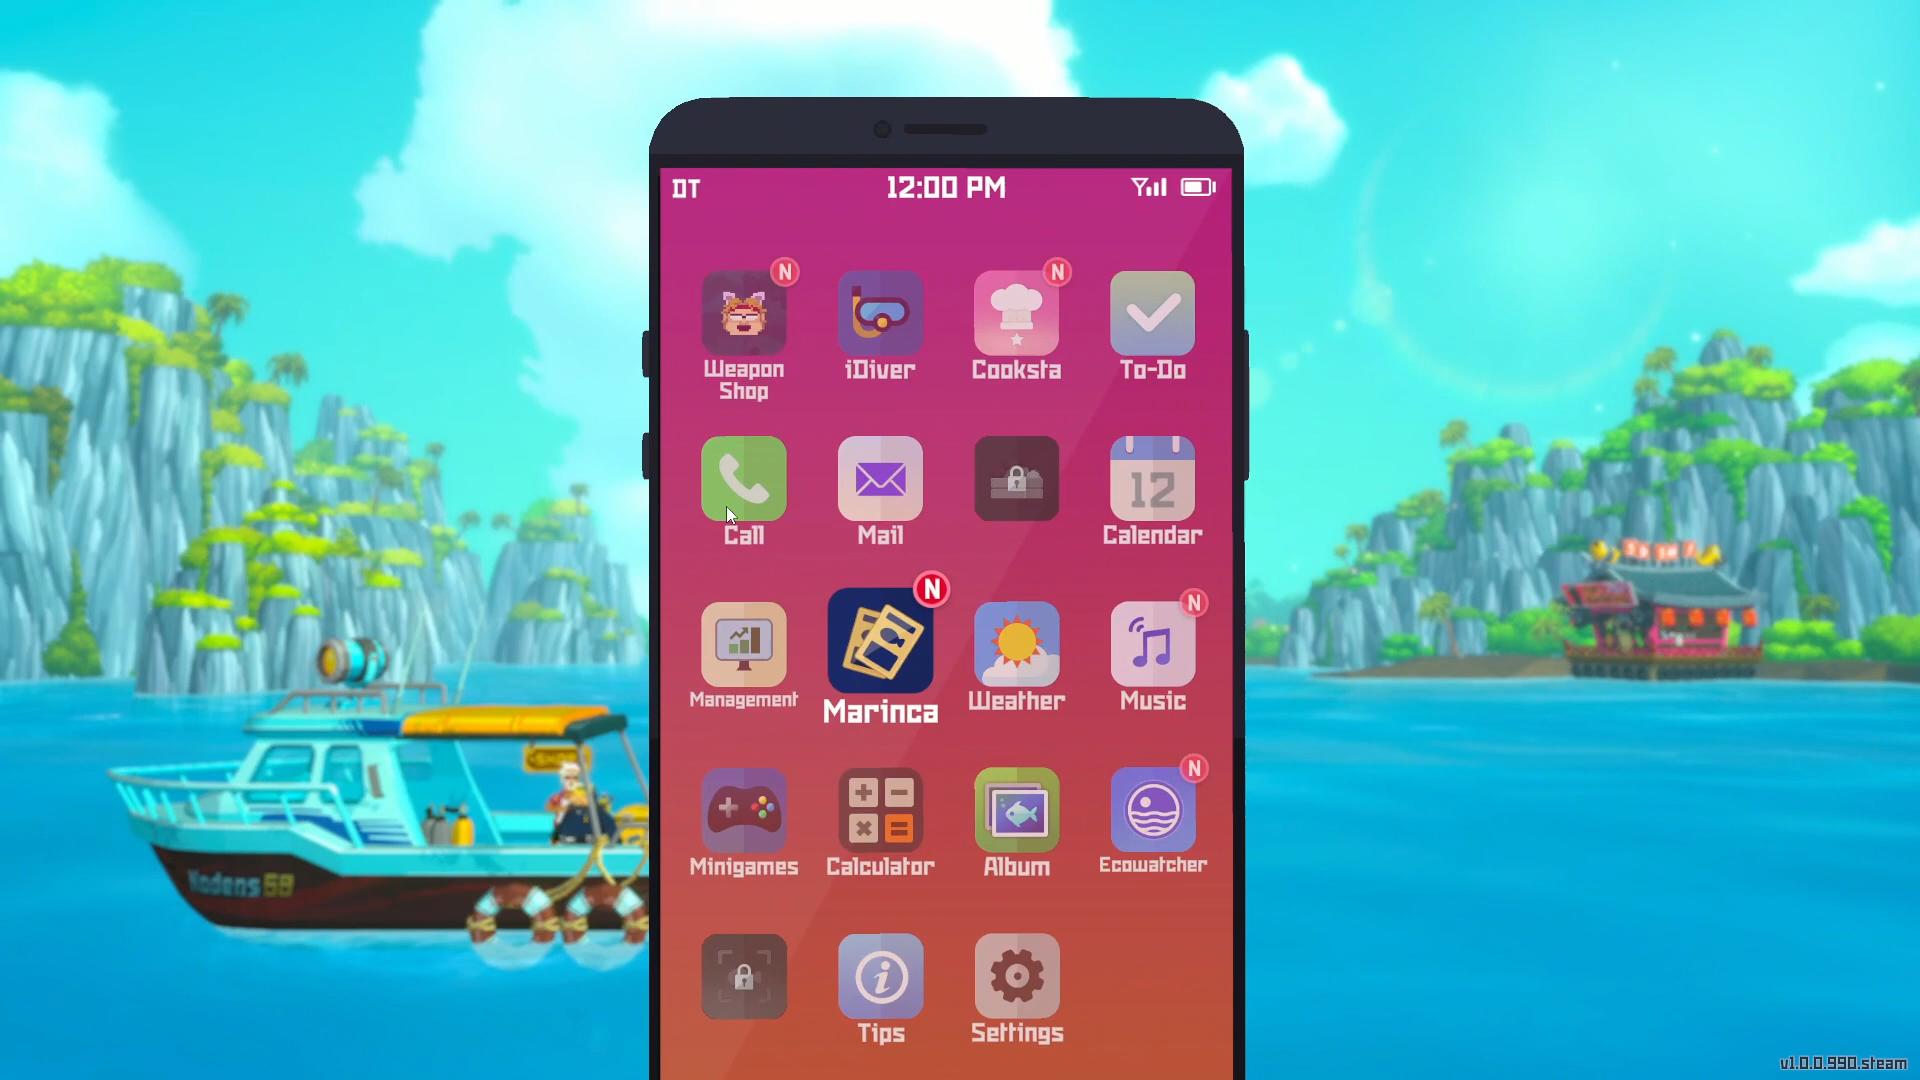 DT
12:00 PM
N
N
Weapon
Shop
iDiver
Cooksta
To-Do
12
Call
Mail
Calendar
N
N
Management
Marinca
Weather
Music
N
Minigames
Calculator
Album
Ecowatcher
i
Tips
Settings
v1.0.0.990.steam